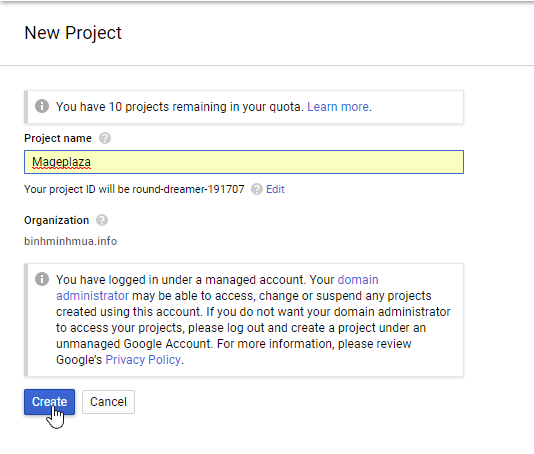 New Project
You have 10 projects remaining in your quota. Learn more.
Project name
Mageplaza
Your project ID will be round-dreamer-191707 Edit
Organization
binhminhmua.info
You have logged in under a managed account. Your domain
administrator may be able to access, change or suspend any projects
created using this account. If you do not want your domain administrator
to access your projects, please log out and create a project under an
unmanaged Google Account. For more information, please review
Google's Privacy Policy.
Create Cancel